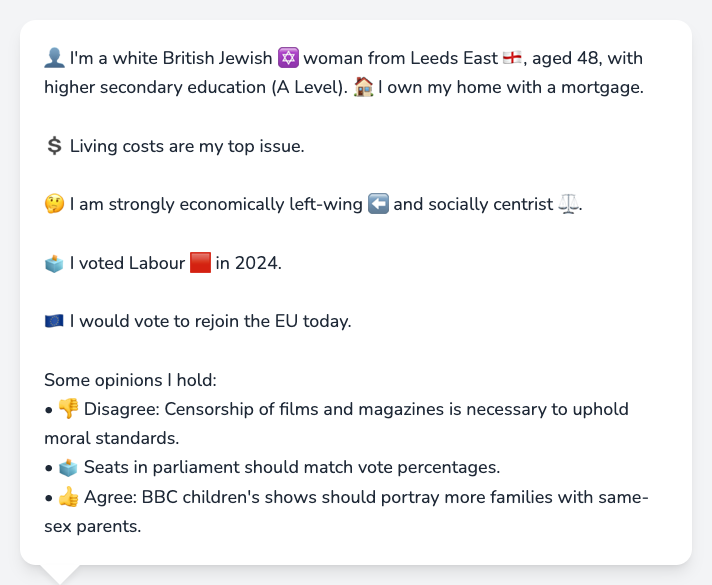 👤 I'm a white British Jewish ✡️ woman from Leeds East 🏴󠁧󠁢󠁥󠁮󠁧󠁿, aged 48, with
higher secondary education (A Level). 🏠 I own my home with a mortgage.
💲 Living costs are my top issue.
🤔 I am strongly economically left-wing ⬅️ and socially centrist ⚖️.
🗳️ I voted Labour 🟥 in 2024.
🇪🇺 I would vote to rejoin the EU today.
Some opinions I hold:
• 👎 Disagree: Censorship of films and magazines is necessary to uphold
moral standards.
• 🗳️ Seats in parliament should match vote percentages.
• 👍 Agree: BBC children's shows should portray more families with same-
sex parents.